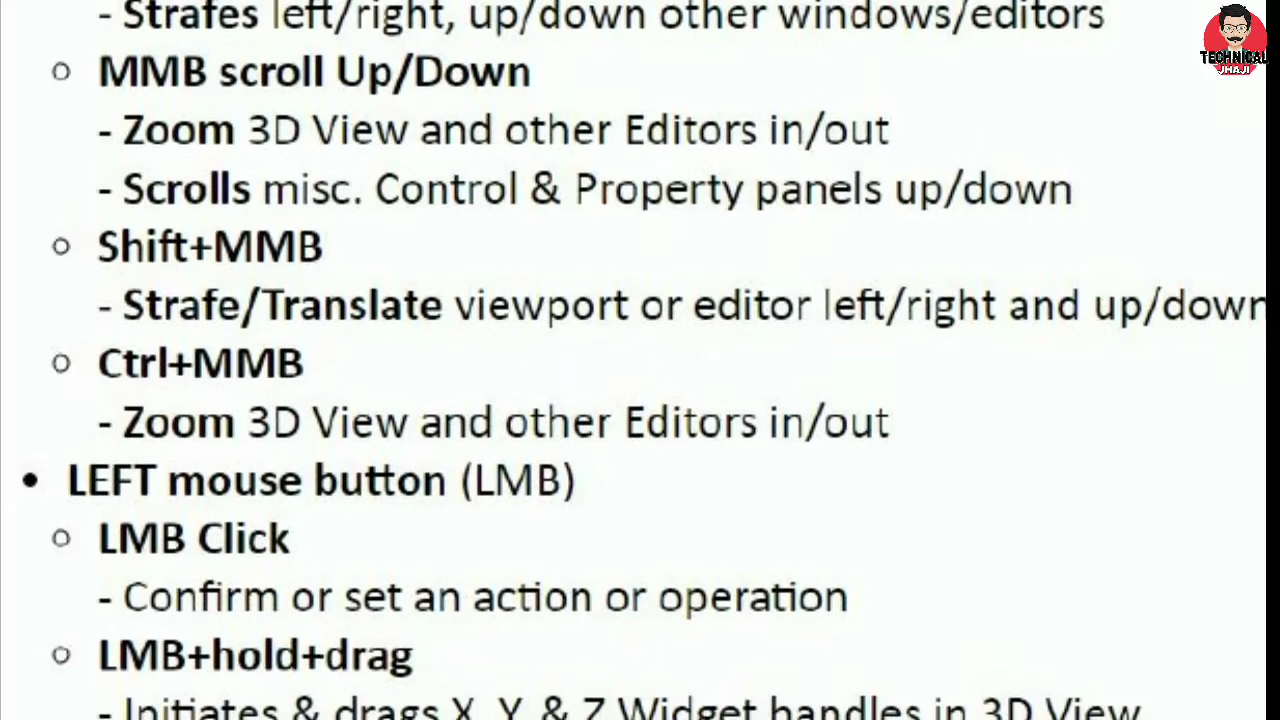 - Strafes left/right, up/down other windows/editors
○ MMB scroll Up/Down
- Zoom 3D View and other Editors in/out
- Scrolls misc. Control & Property panels up/down
○ Shift+MMB
- Strafe/Translate viewport or editor left/right and up/down
○ Ctrl+MMB
- Zoom 3D View and other Editors in/out
• LEFT mouse button (LMB)
○ LMB Click
- Confirm or set an action or operation
○ LMB+hold+drag
- Initiates & drags X, Y, & Z Widget handles in 3D View
TECHNICAL
JHAJI